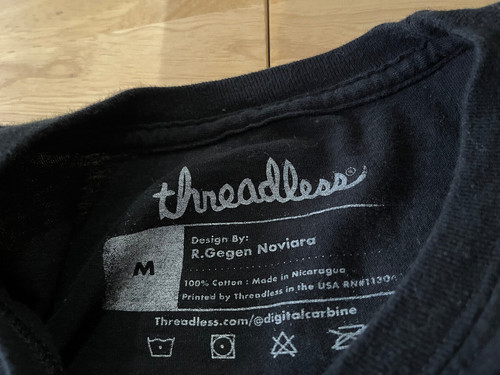 threadless®
Design By:
R.Gegen Noviara
M
100% Cotton : Made in Nicaragua
Printed by Threadless in the USA
Threadless.com/@digitalcarbine